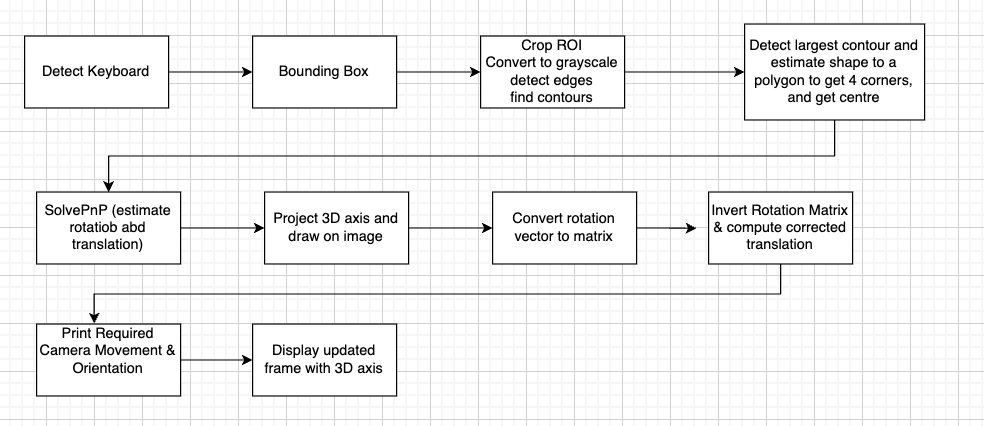 Detect Keyboard
Bounding Box
Crop ROI
Convert to grayscale
detect edges
find contours
Detect largest contour and
estimate shape to a
polygon to get 4 corners,
and get centre
SolvePnP (estimate
rotatiob abd
translation)
Project 3D axis and
draw on image
Convert rotation
vector to matrix
Invert Rotation Matrix
& compute corrected
translation
Print Required
Camera Movement &
Orientation
Display updated
frame with 3D axis